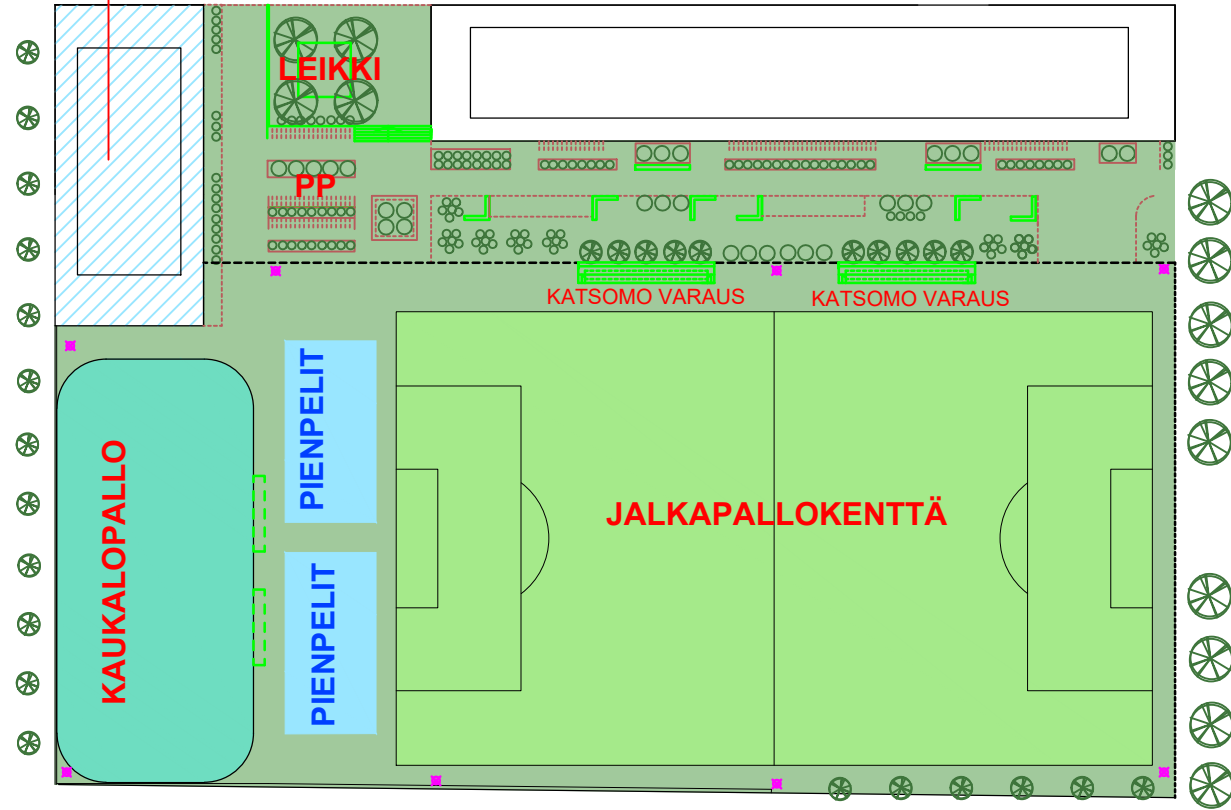 LEIKKI
PP
KATSOMO VARAUS
KATSOMO VARAUS
KAUKALOPALLO
PIENPELIT
PIENPELIT
JALKAPALLOKENTTÄ